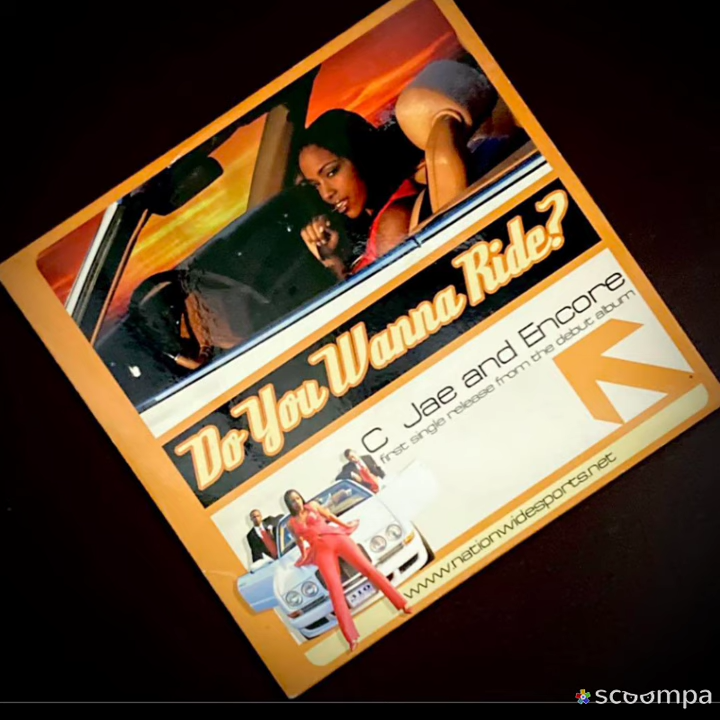 Do You Wanna Ride?
C Jae and Encore
first single release from the debut album
www.nationwidesports.net
scoompa